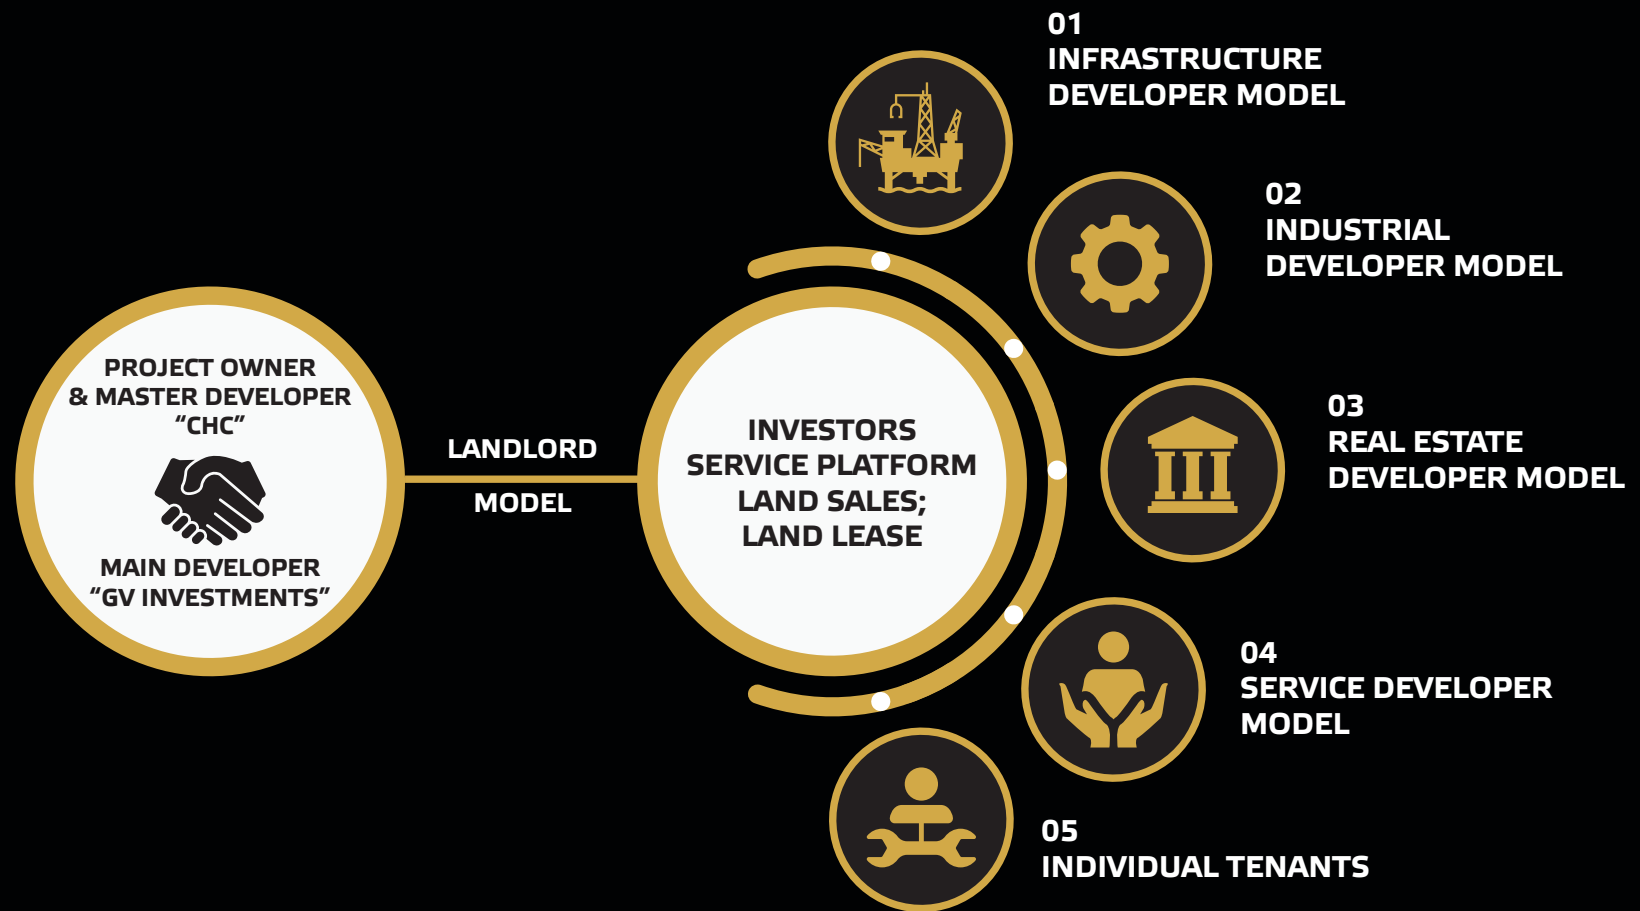 PROJECT OWNER
& MASTER DEVELOPER
“CHC”
MAIN DEVELOPER
“GV INVESTMENTS”
LANDLORD
MODEL
INVESTORS
SERVICE PLATFORM
LAND SALES;
LAND LEASE
01
INFRASTRUCTURE
DEVELOPER MODEL
02
INDUSTRIAL
DEVELOPER MODEL
03
REAL ESTATE
DEVELOPER MODEL
04
SERVICE DEVELOPER
MODEL
05
INDIVIDUAL TENANTS